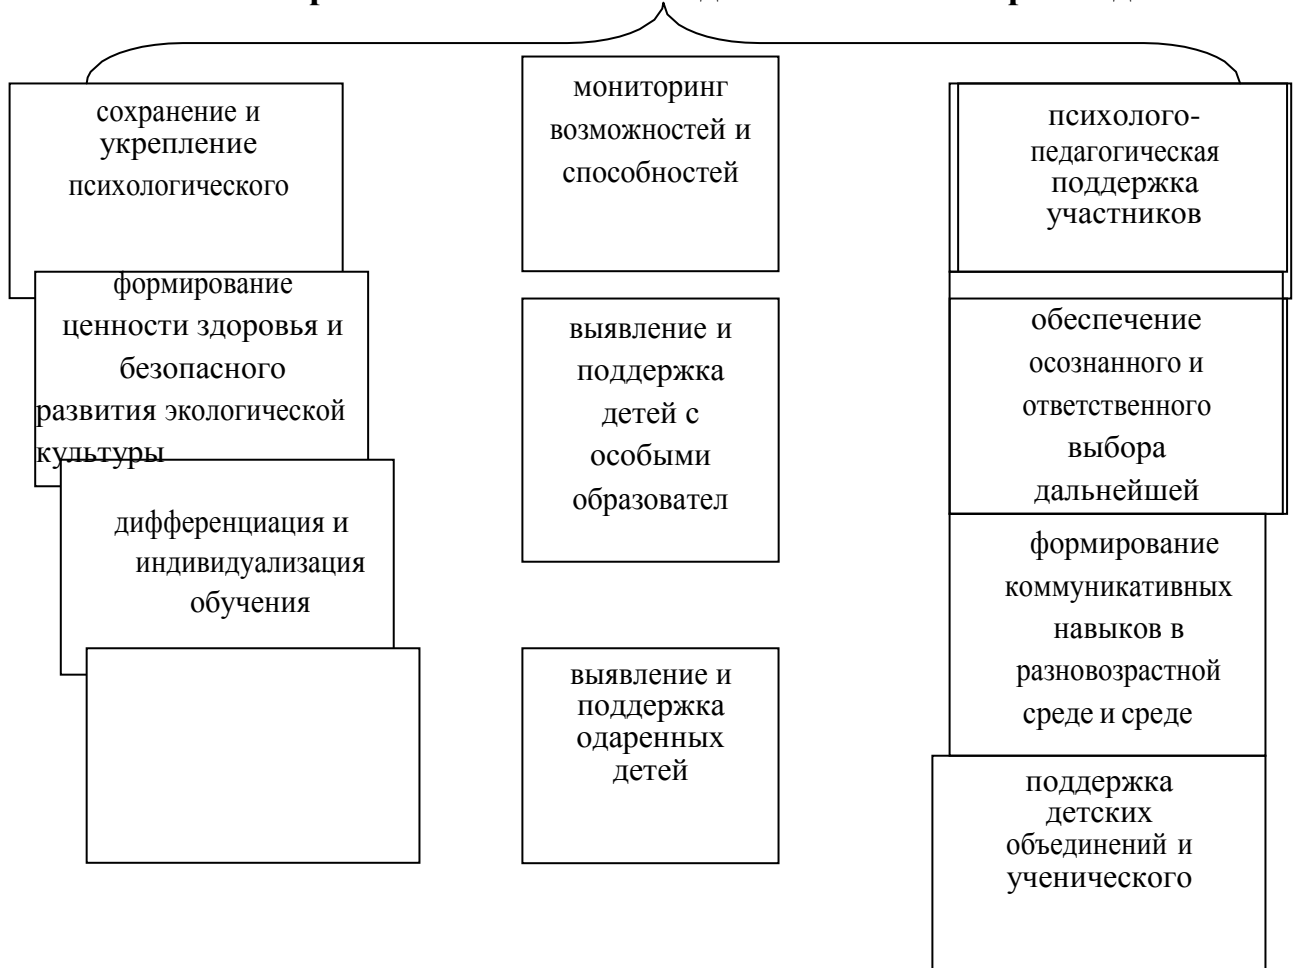 сохранение и
укрепление
психологического
формирование
ценности здоровья и
безопасного
развития экологической
культуры
дифференциация и
индивидуализация
обучения
мониторинг
возможностей и
способностей
выявление и
поддержка
детей с
особыми
образовател
выявление и
поддержка
одаренных
детей
психолого-
педагогическая
поддержка
участников
обеспечение
осознанного и
ответственного
выбора
дальнейшей
формирование
коммуникативных
навыков в
разновозрастной
среде и среде
поддержка
детских
объединений и
ученического